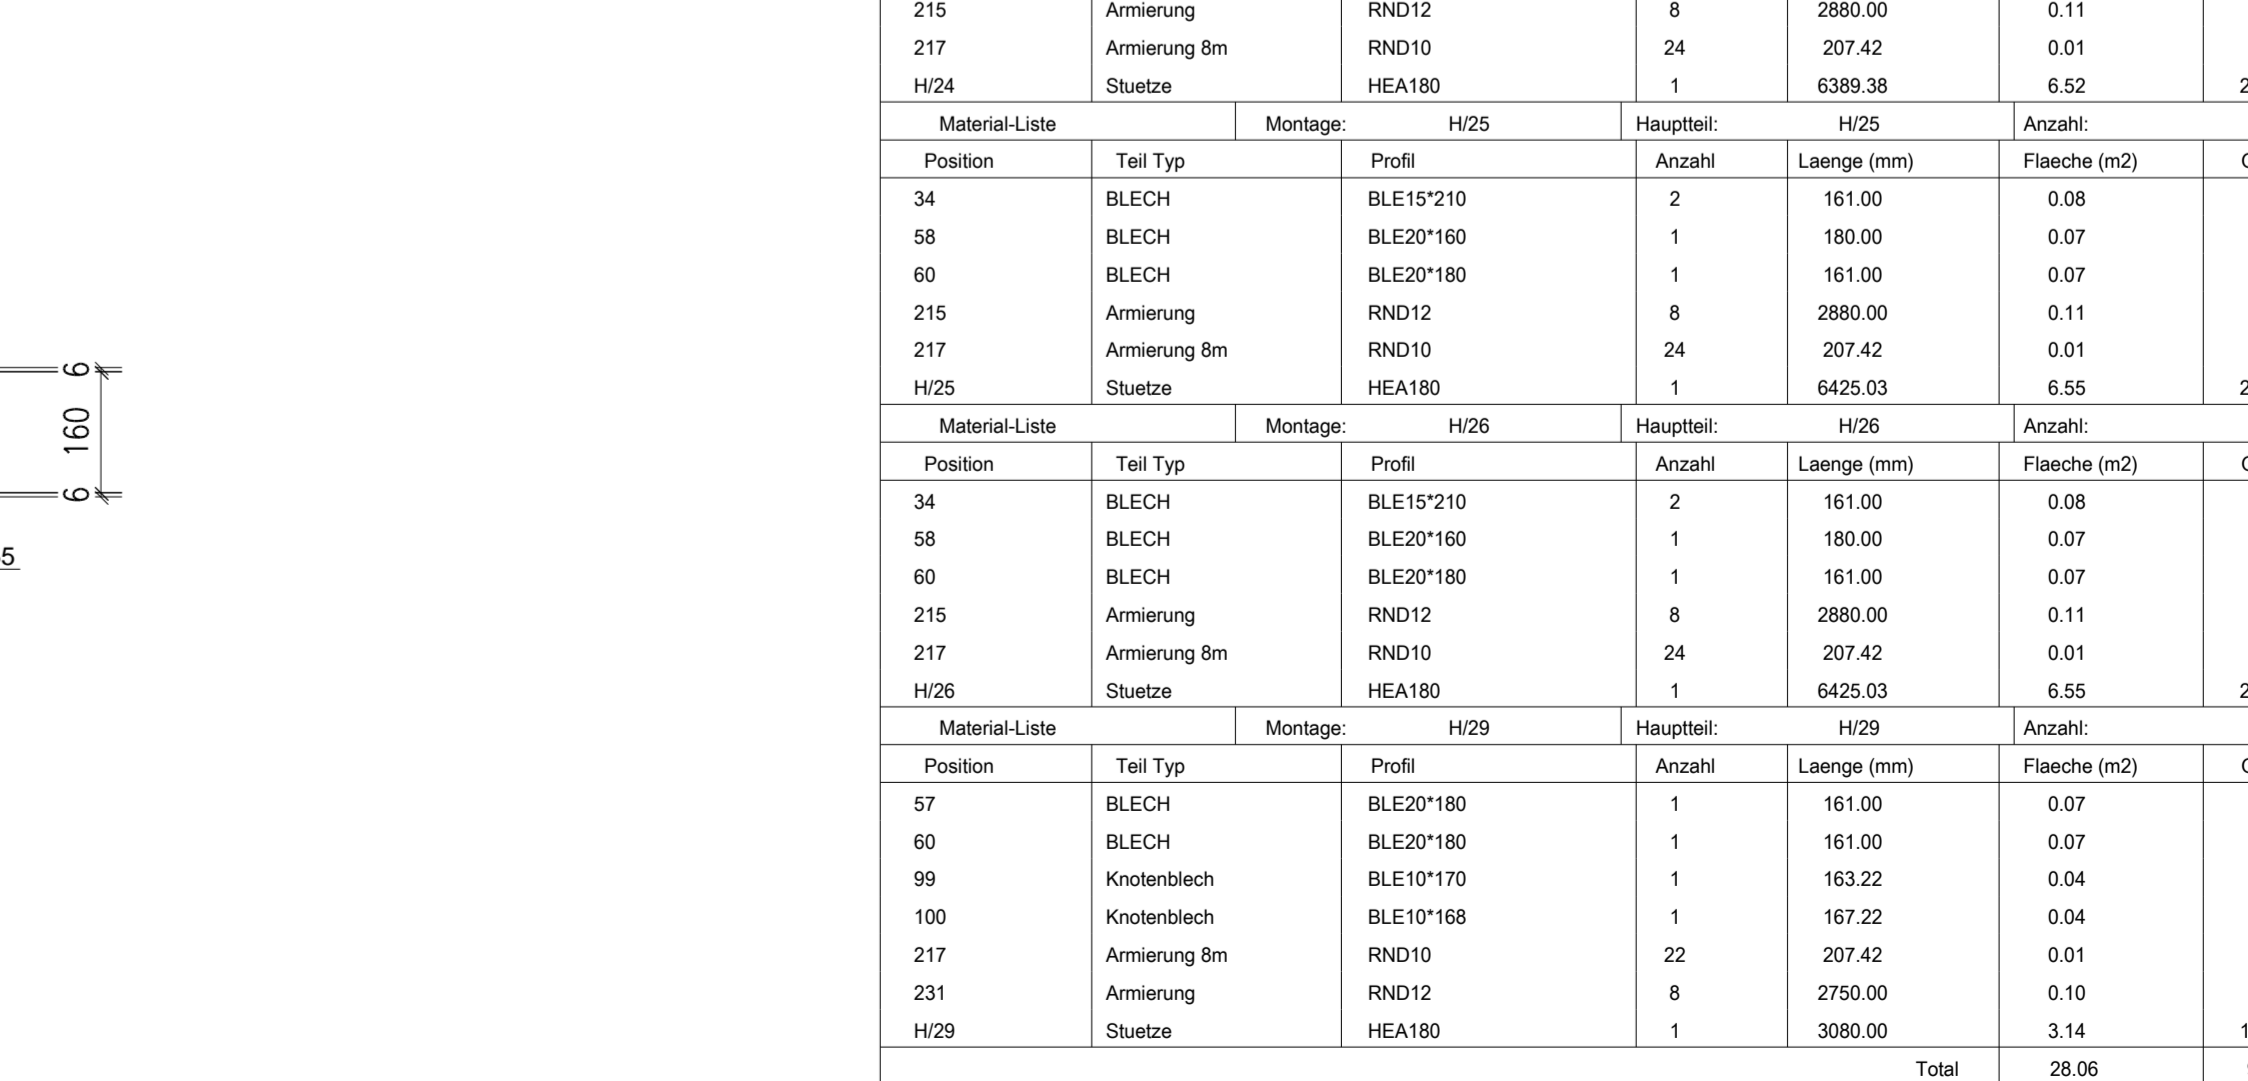 215 Armierung RND12 8 2880.00 0.11
217 Armierung 8m RND10 24 207.42 0.01
H/24 Stuetze HEA180 1 6389.38 6.52 2
Material-Liste Montage: H/25 Hauptteil: H/25 Anzahl:
Position Teil Typ Profil Anzahl Laenge (mm) Flaeche (m2)
34 BLECH BLE15*210 2 161.00 0.08
58 BLECH BLE20*160 1 180.00 0.07
60 BLECH BLE20*180 1 161.00 0.07
215 Armierung RND12 8 2880.00 0.11
217 Armierung 8m RND10 24 207.42 0.01
H/25 Stuetze HEA180 1 6425.03 6.55 2
Material-Liste Montage: H/26 Hauptteil: H/26 Anzahl:
Position Teil Typ Profil Anzahl Laenge (mm) Flaeche (m2)
34 BLECH BLE15*210 2 161.00 0.08
58 BLECH BLE20*160 1 180.00 0.07
60 BLECH BLE20*180 1 161.00 0.07
215 Armierung RND12 8 2880.00 0.11
217 Armierung 8m RND10 24 207.42 0.01
H/26 Stuetze HEA180 1 6425.03 6.55 2
Material-Liste Montage: H/29 Hauptteil: H/29 Anzahl:
Position Teil Typ Profil Anzahl Laenge (mm) Flaeche (m2)
57 BLECH BLE20*180 1 161.00 0.07
60 BLECH BLE20*180 1 161.00 0.07
99 Knotenblech BLE10*170 1 163.22 0.04
100 Knotenblech BLE10*168 1 167.22 0.04
217 Armierung 8m RND10 22 207.42 0.01
231 Armierung RND12 8 2750.00 0.10
H/29 Stuetze HEA180 1 3080.00 3.14 1
Total 28.06
6
160
6
5